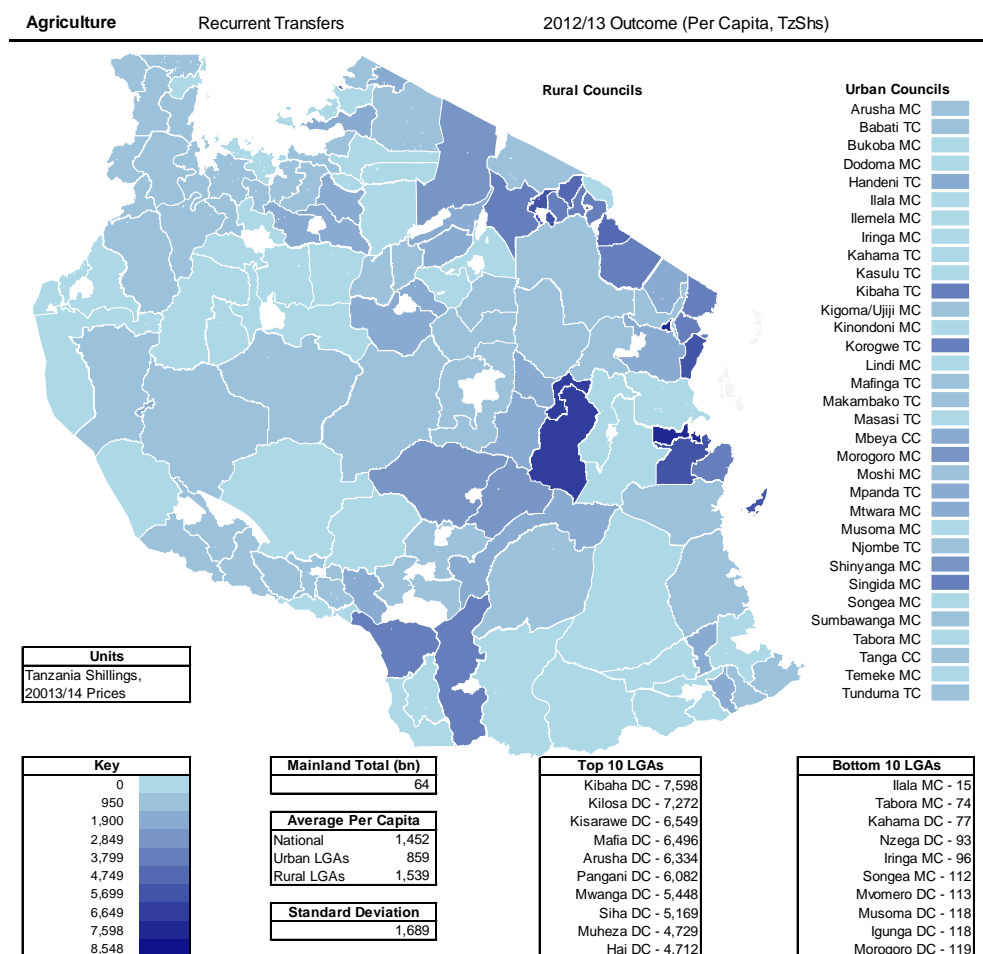 Agriculture Recurrent Transfers 2012/13 Outcome (Per Capita, TzShs)
Rural Councils
Urban Councils
Arusha MC
Babati TC
Bukoba MC
Dodoma MC
Handeni TC
Ilala MC
Ilemela MC
Iringa MC
Kahama TC
Kasulu TC
Kibaha TC
Kigoma/Ujiji MC
Kinondoni MC
Korogwe TC
Lindi MC
Mafinga TC
Makambako TC
Masasi TC
Mbeya CC
Morogoro MC
Moshi MC
Mpanda TC
Mtwara MC
Musoma MC
Njombe TC
Shinyanga MC
Singida MC
Songea MC
Sumbawanga MC
Tabora MC
Tanga CC
Temeke MC
Tunduma TC
Units
Tanzania Shillings,
20013/14 Prices
Key
0
950
1,900
2,849
3,799
4,749
5,699
6,649
7,598
8,548
Mainland Total (bn)
64
Average Per Capita
National 1,452
Urban LGAs 859
Rural LGAs 1,539
Standard Deviation
1,689
Top 10 LGAs
Kibaha DC - 7,598
Kilosa DC - 7,272
Kisarawe DC - 6,549
Mafia DC - 6,496
Arusha DC - 6,334
Pangani DC - 6,082
Mwanga DC - 5,448
Siha DC - 5,169
Muheza DC - 4,729
Hai DC - 4,712
Bottom 10 LGAs
Ilala MC - 15
Tabora MC - 74
Kahama DC - 77
Nzega DC - 93
Iringa MC - 96
Songea MC - 112
Mvomero DC - 113
Musoma DC - 118
Igunga DC - 118
Morogoro DC - 119